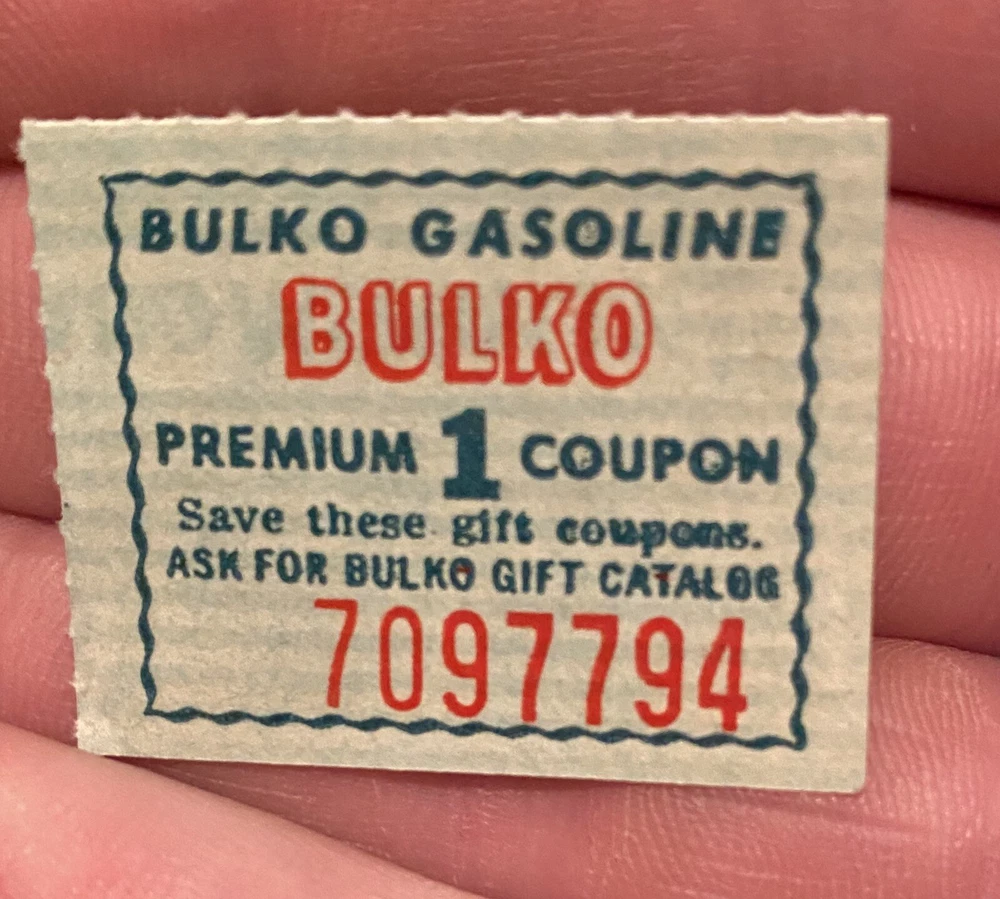 BULKO GASOLINE
BULKO
PREMIUM 1 COUPON
Save these gift coupons.
ASK FOR BULKO GIFT CATALOG
7097794